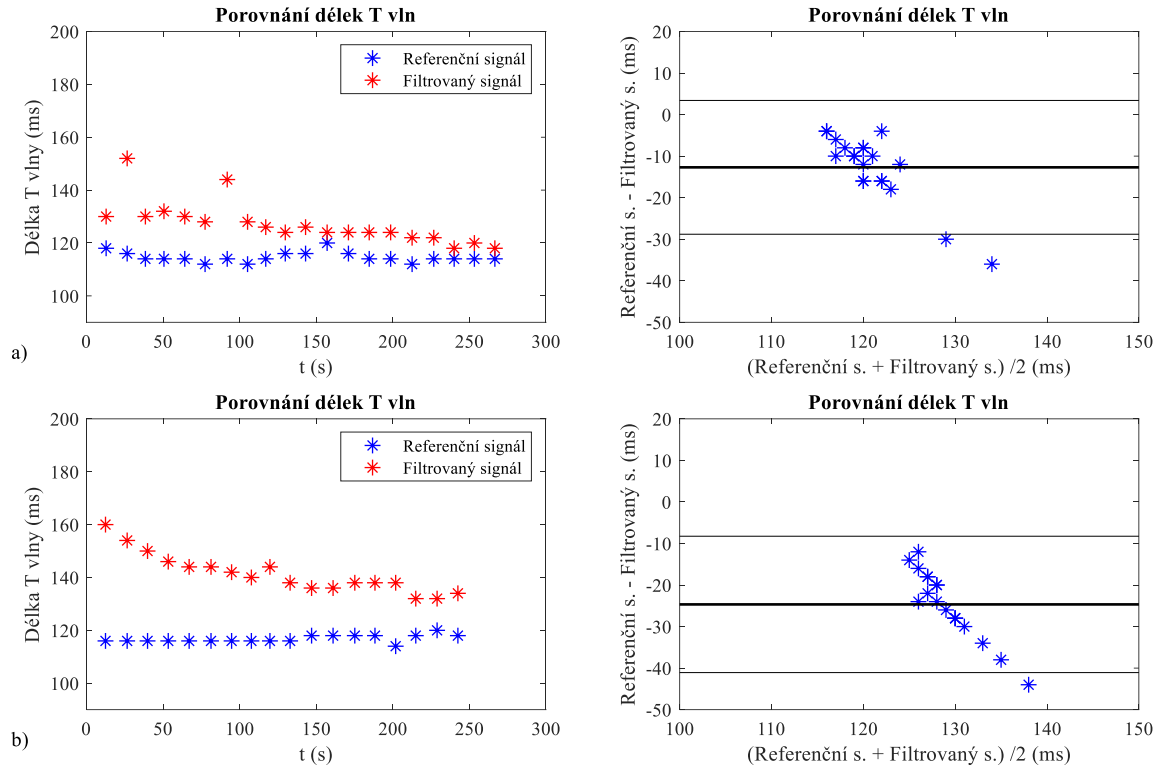 Porovnání délek T vln
Délka T vlny (ms)
200
180
160
140
120
100
0 50 100 150 200 250 300
t (s)
Referenční signál
Filtrovaný signál
a)
Porovnání délek T vln
Referenční s. - Filtrovaný s. (ms)
20
10
0
-10
-20
-30
-40
-50
100 110 120 130 140 150
(Referenční s. + Filtrovaný s.) /2 (ms)
Porovnání délek T vln
Délka T vlny (ms)
200
180
160
140
120
100
0 50 100 150 200 250 300
t (s)
Referenční signál
Filtrovaný signál
b)
Porovnání délek T vln
Referenční s. - Filtrovaný s. (ms)
20
10
0
-10
-20
-30
-40
-50
100 110 120 130 140 150
(Referenční s. + Filtrovaný s.) /2 (ms)